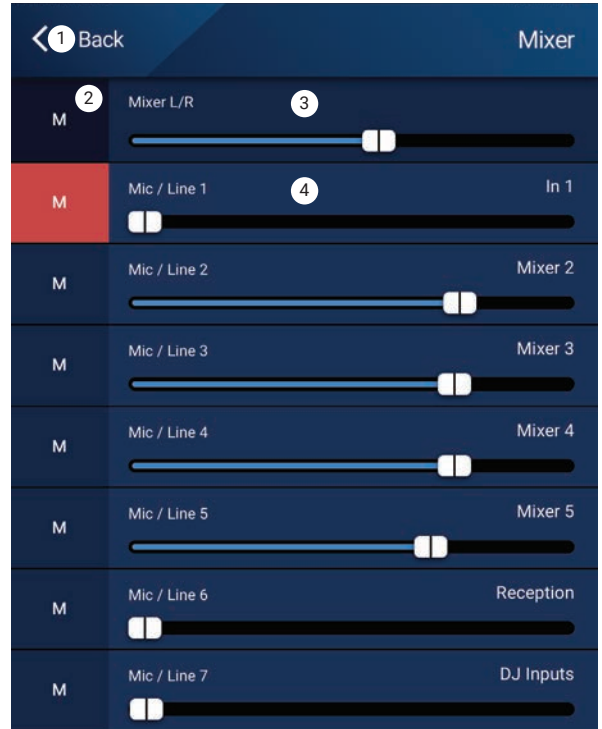 1 Back Mixer
2 Mixer L/R 3
M
Mic / Line 1 4 In 1
M
Mic / Line 2 Mixer 2
M
Mic / Line 3 Mixer 3
M
Mic / Line 4 Mixer 4
M
Mic / Line 5 Mixer 5
M
Mic / Line 6 Reception
M
Mic / Line 7 DJ Inputs
M